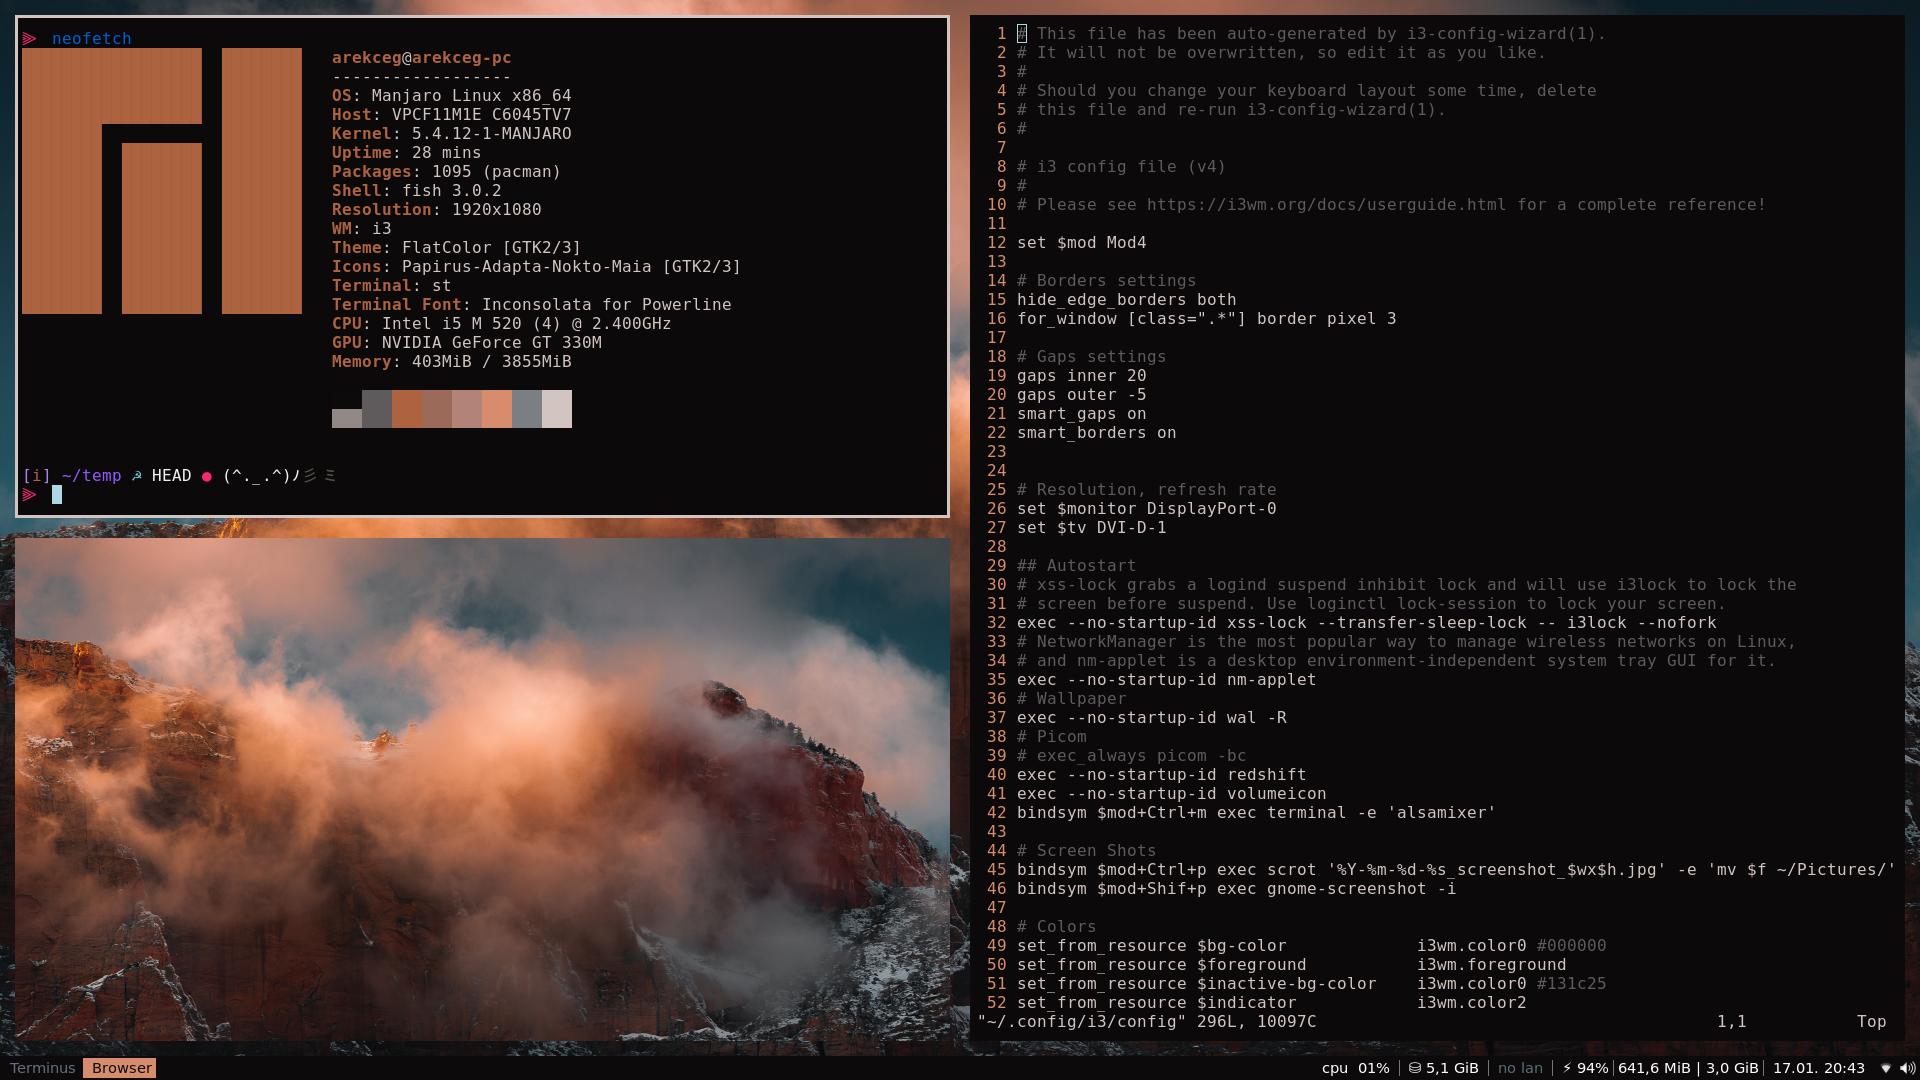 neofetch
arekceg@arekceg-pc
------------------
OS: Manjaro Linux x86_64
Host: VPCF11M1E C6045TV7
Kernel: 5.4.12-1-MANJARO
Uptime: 28 mins
Packages: 1095 (pacman)
Shell: fish 3.0.2
Resolution: 1920x1080
WM: i3
Theme: FlatColor [GTK2/3]
Icons: Papirus-Adapta-Nokto-Maia [GTK2/3]
Terminal: st
Terminal Font: Inconsolata for Powerline
CPU: Intel i5 M 520 (4) @ 2.400GHz
GPU: NVIDIA GeForce GT 330M
Memory: 403MiB / 3855MiB
[i] ~/temp ☭ HEAD ● (^._.^)ﾉ彡ミ
1 # This file has been auto-generated by i3-config-wizard(1).
2 # It will not be overwritten, so edit it as you like.
3 #
4 # Should you change your keyboard layout some time, delete
5 # this file and re-run i3-config-wizard(1).
6 #
7
8 # i3 config file (v4)
9 #
10 # Please see https://i3wm.org/docs/userguide.html for a complete reference!
11
12 set $mod Mod4
13
14 # Borders settings
15 hide_edge_borders both
16 for_window [class=".*"] border pixel 3
17
18 # Gaps settings
19 gaps inner 20
20 gaps outer -5
21 smart_gaps on
22 smart_borders on
23
24
25 # Resolution, refresh rate
26 set $monitor DisplayPort-0
27 set $tv DVI-D-1
28
29 ## Autostart
30 # xss-lock grabs a logind suspend inhibit lock and will use i3lock to lock the
31 # screen before suspend. Use loginctl lock-session to lock your screen.
32 exec --no-startup-id xss-lock --transfer-sleep-lock -- i3lock --nofork
33 # NetworkManager is the most popular way to manage wireless networks on Linux,
34 # and nm-applet is a desktop environment-independent system tray GUI for it.
35 exec --no-startup-id nm-applet
36 # Wallpaper
37 exec --no-startup-id wal -R
38 # Picom
39 # exec_always picom -bc
40 exec --no-startup-id redshift
41 exec --no-startup-id volumeicon
42 bindsym $mod+Ctrl+m exec terminal -e 'alsamixer'
43
44 # Screen Shots
45 bindsym $mod+Ctrl+p exec scrot '%Y-%m-%d-%s_screenshot_$wx$h.jpg' -e 'mv $f ~/Pictures/'
46 bindsym $mod+Shif+p exec gnome-screenshot -i
47
48 # Colors
49 set_from_resource $bg-color i3wm.color0 #000000
50 set_from_resource $foreground i3wm.foreground
51 set_from_resource $inactive-bg-color i3wm.color0 #131c25
52 set_from_resource $indicator i3wm.color2
"~/.config/i3/config" 296L, 10097C 1,1 Top
Terminus Browser cpu 01% | 5,1 GiB | no lan | ⚡ 94% | 641,6 MiB | 3,0 GiB | 17.01. 20:43